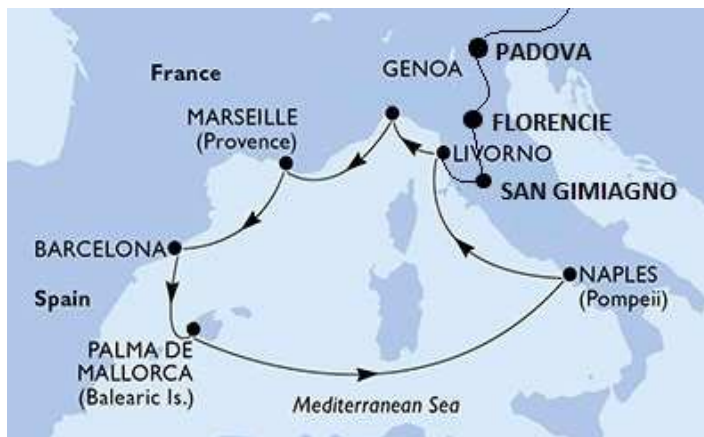 PADOVA
GENOA
France
MARSEILLE
(Provence)
FLORENCIE
LIVORNO
SAN GIMIAGNO
BARCELONA
Spain
NAPLES
(Pompeii)
PALMA DE
MALLORCA
(Balearic Is.)
Mediterranean Sea